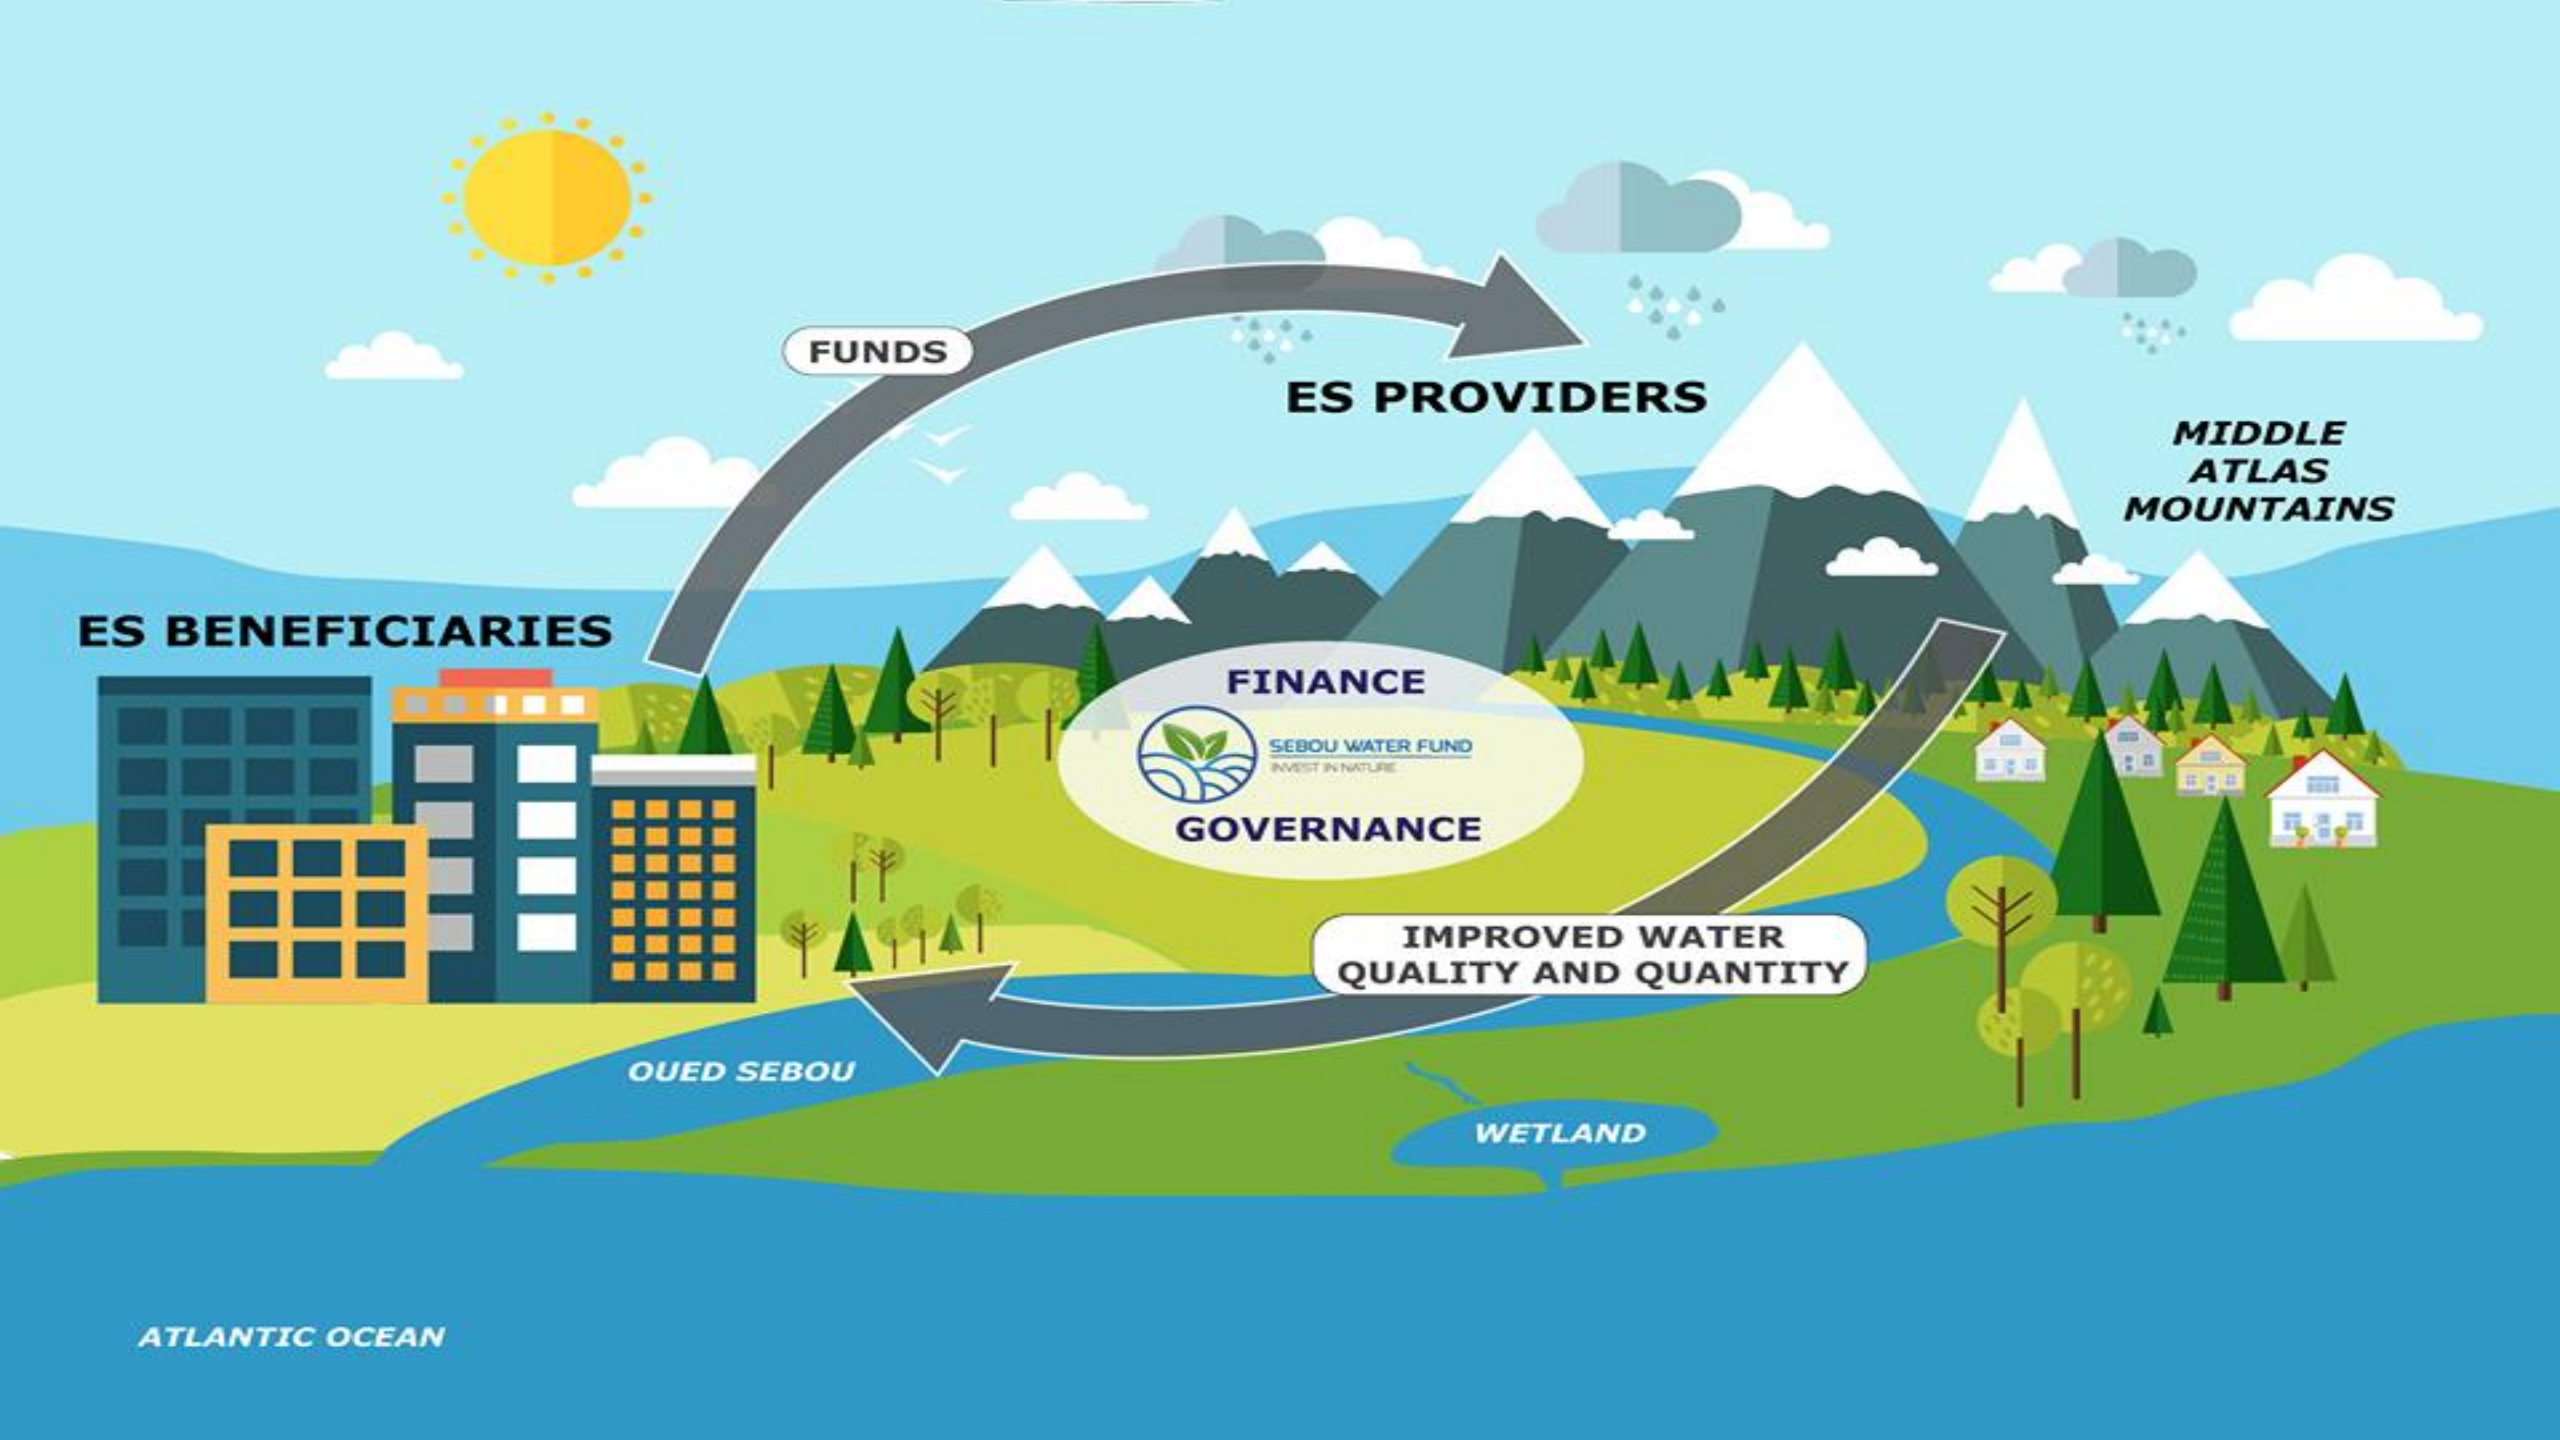 FUNDS
ES PROVIDERS
MIDDLE
ATLAS
MOUNTAINS
ES BENEFICIARIES
FINANCE
SEBOU WATER FUND
INVEST IN NATURE
GOVERNANCE
IMPROVED WATER
QUALITY AND QUANTITY
OUED SEBOU
WETLAND
ATLANTIC OCEAN